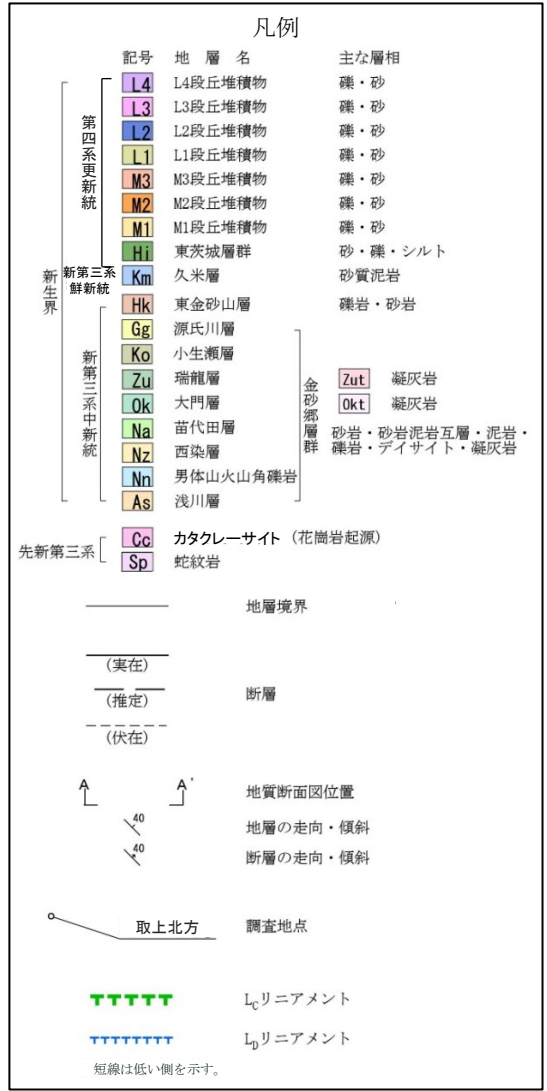 凡例
記号 地層名 主な層相
L4 L4段丘堆積物 礫・砂
L3 L3段丘堆積物 礫・砂
L2 L2段丘堆積物 礫・砂
L1 L1段丘堆積物 礫・砂
M3 M3段丘堆積物 礫・砂
M2 M2段丘堆積物 礫・砂
M1 M1段丘堆積物 礫・砂
Hi 東茨城層群 砂・礫・シルト
第四系更新統
Km 久米層 砂質泥岩
新第三系
鮮新統
Hk 東金砂山層 礫岩・砂岩
Gg 源氏川層
Ko 小生瀬層
Zu 瑞龍層
Ok 大門層
Na 苗代田層
Nz 西染層
Nn 男体山火山角礫岩
As 浅川層
新第三系中新統
新生界
金砂郷層群
Zut 凝灰岩
Okt 凝灰岩
砂岩・砂岩泥岩互層・泥岩・
礫岩・デイサイト・凝灰岩
先新第三系
Cc カタクレーサイト (花崗岩起源)
Sp 蛇紋岩
地層境界
(実在)
(推定) 断層
(伏在)
A A' 地質断面図位置
40 地層の走向・傾斜
40 断層の走向・傾斜
取上北方 調査地点
LCリニアメント
LDリニアメント
短線は低い側を示す。